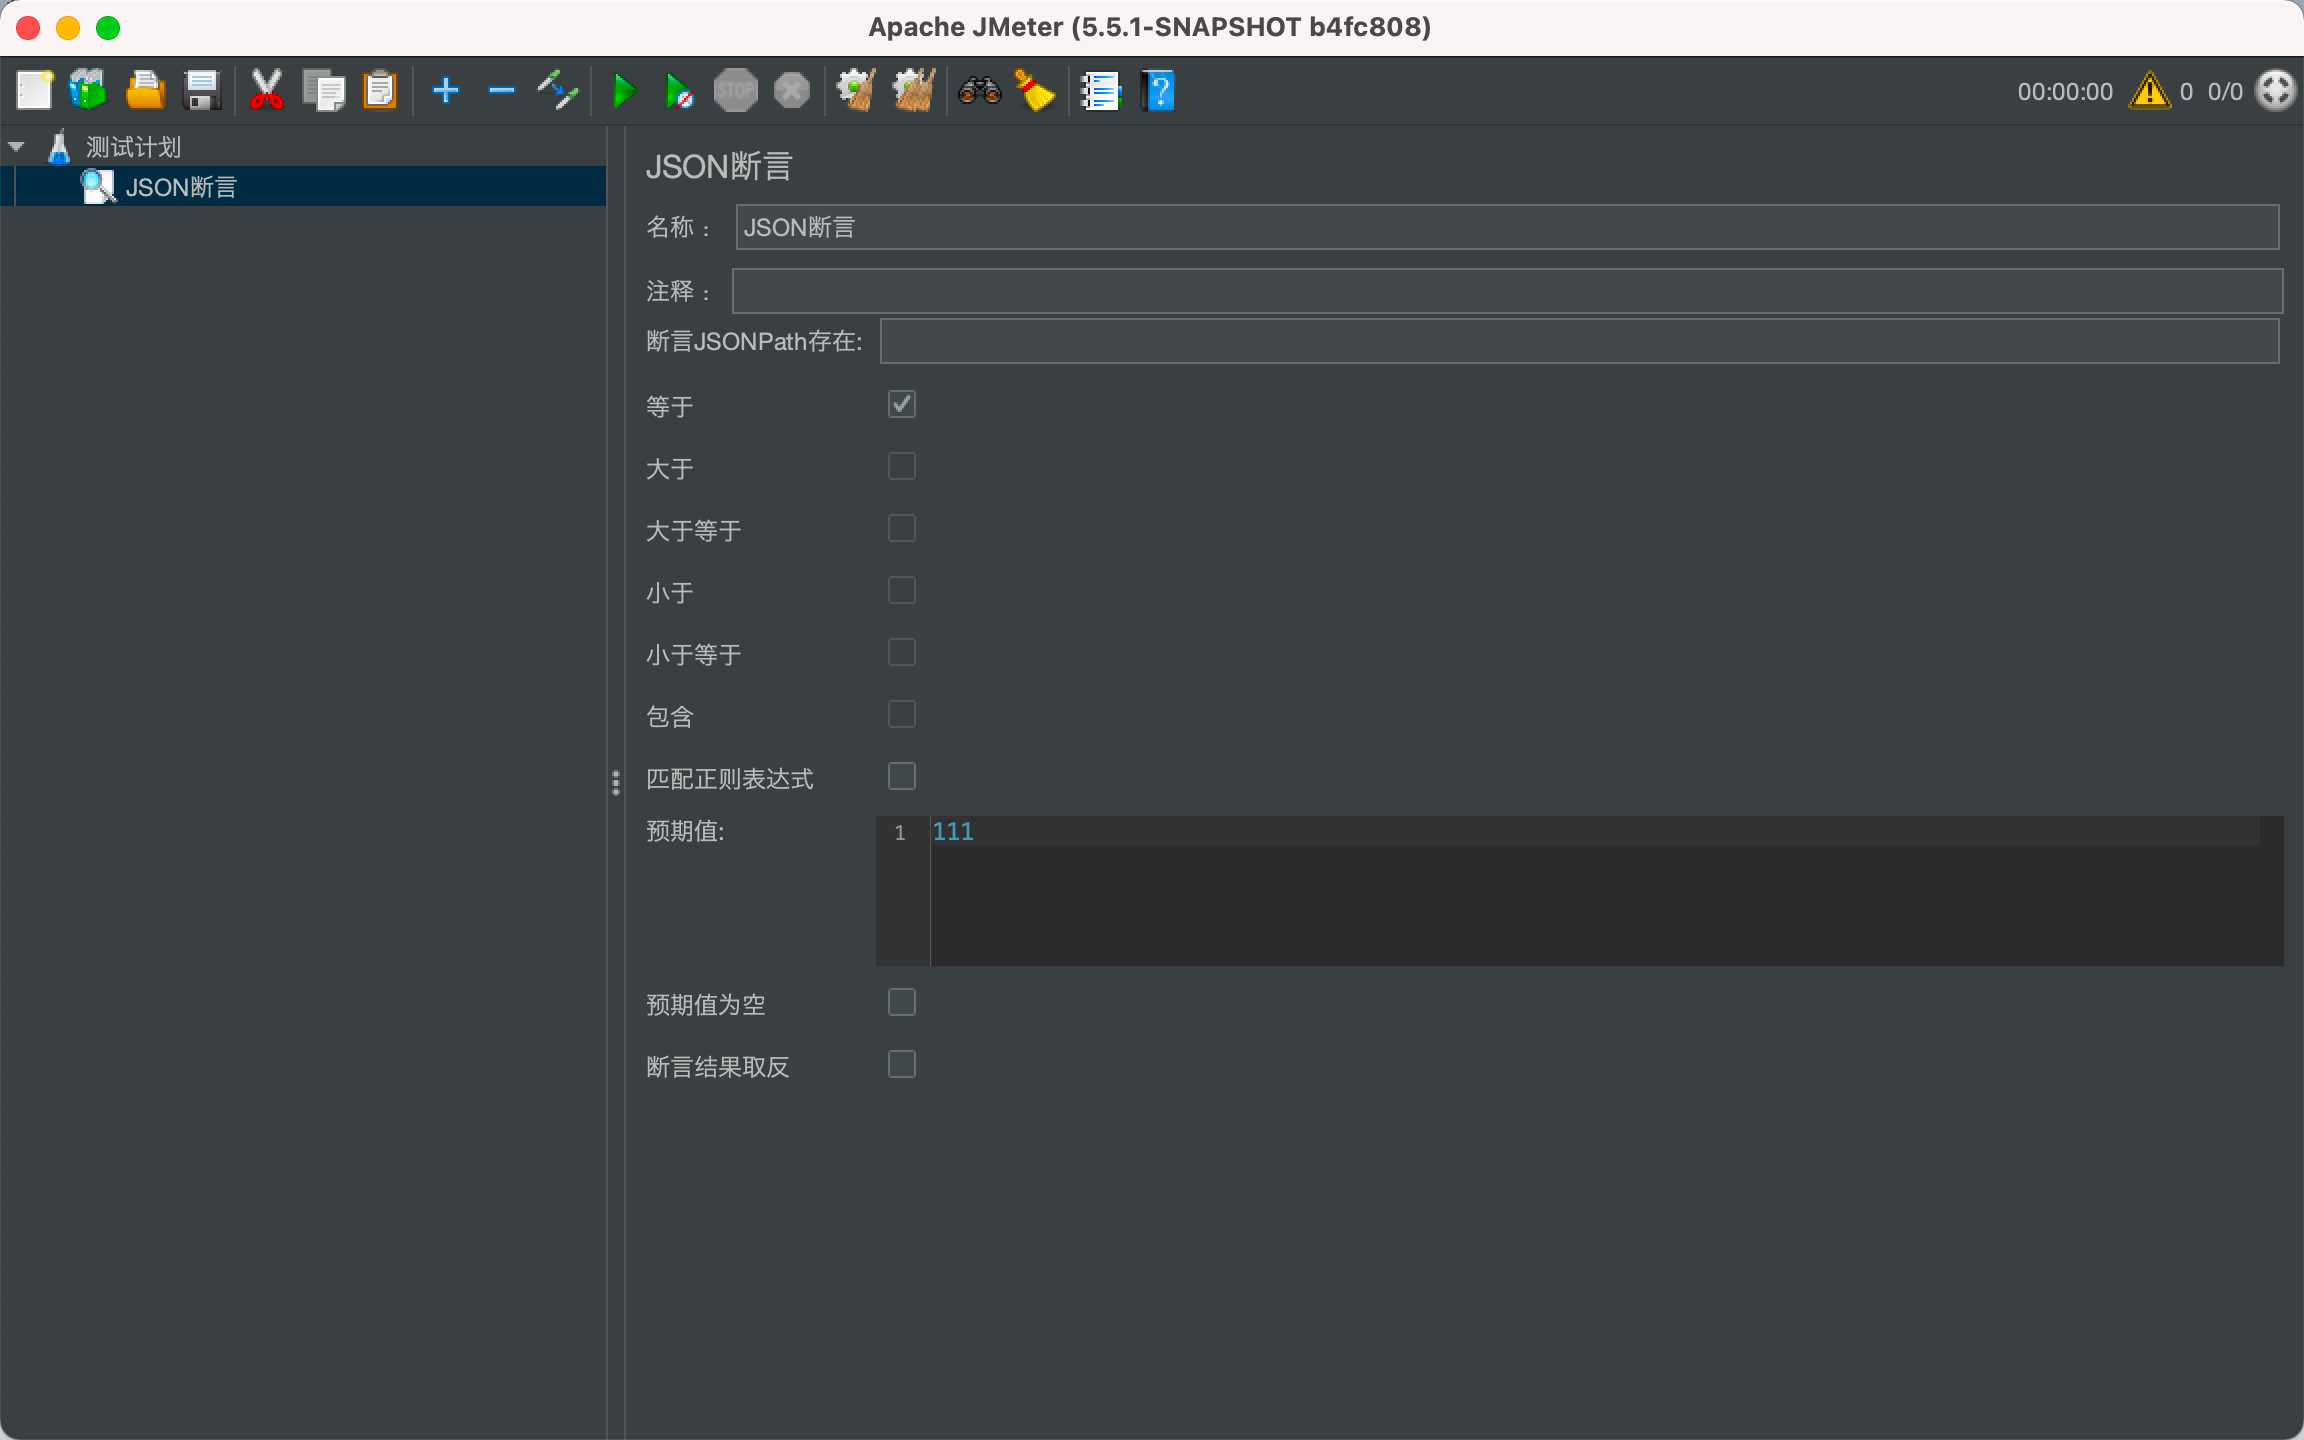 Apache JMeter (5.5.1-SNAPSHOT b4fc808)
STOP
00:00:00 0 0/0
测试计划
JSON断言
JSON断言
名称： JSON断言
注释：
断言JSONPath存在:
等于
大于
大于等于
小于
小于等于
包含
匹配正则表达式
预期值: 1 111
预期值为空
断言结果取反